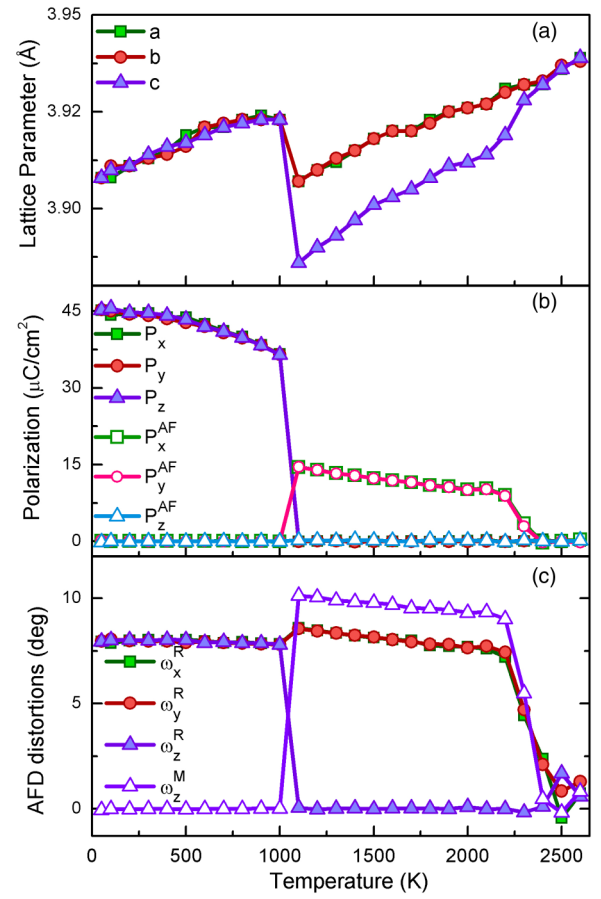 3.95
(a)
a
b
c
3.92
3.90
Lattice Parameter (Å)
(b)
45
30
15
0
P_x
P_y
P_z
P_x^AF
P_y^AF
P_z^AF
Polarization (μC/cm²)
(c)
10
5
0
ω_x^R
ω_y^R
ω_z^R
ω_z^M
AFD distortions (deg)
0 500 1000 1500 2000 2500
Temperature (K)